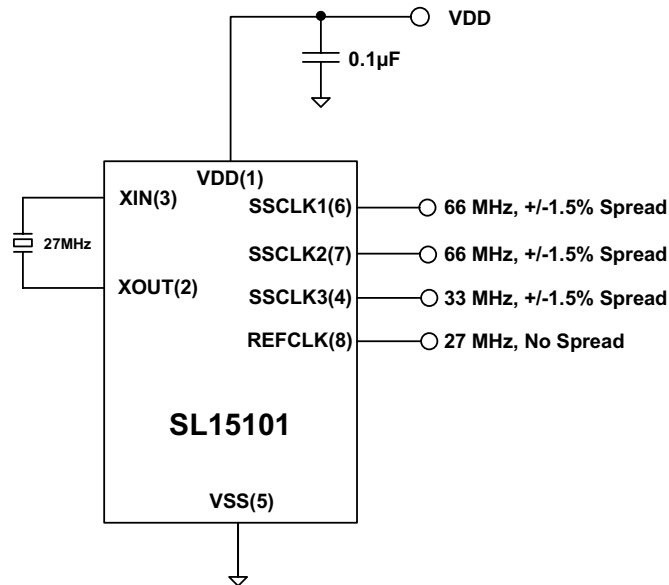 VDD
0.1µF
VDD(1)
XIN(3)
SSCLK1(6)
66 MHz, +/-1.5% Spread
27MHz
SSCLK2(7)
66 MHz, +/-1.5% Spread
XOUT(2)
SSCLK3(4)
33 MHz, +/-1.5% Spread
REFCLK(8)
27 MHz, No Spread
SL15101
VSS(5)